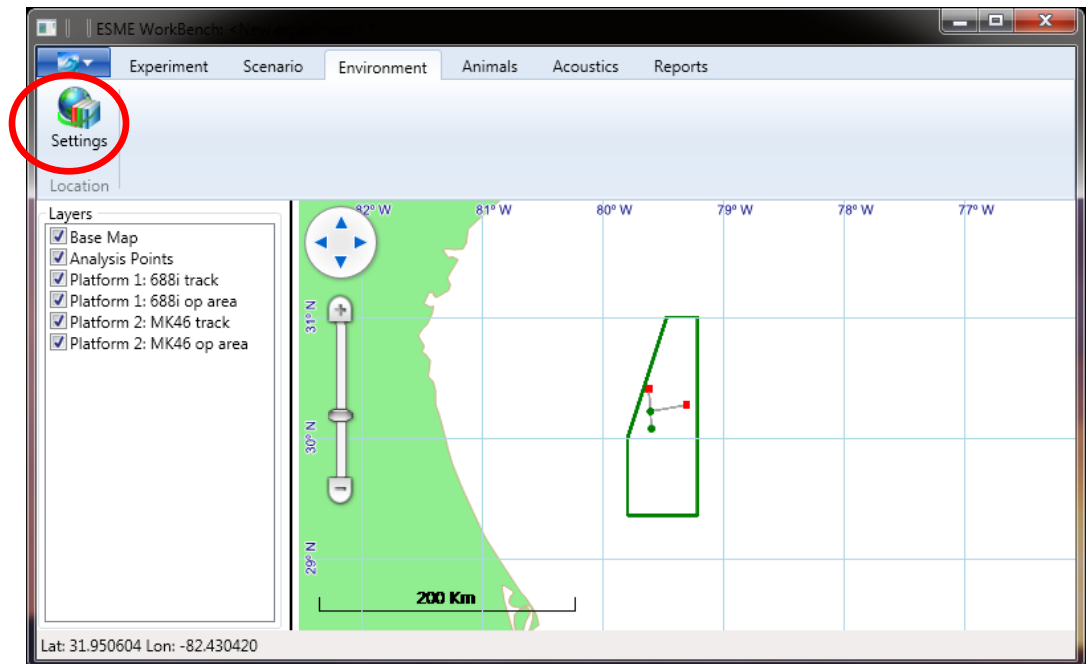 ESME WorkBench: <New experiment>
Experiment Scenario Environment Animals Acoustics Reports
Settings
Location
Layers
Base Map
Analysis Points
Platform 1: 688i track
Platform 1: 688i op area
Platform 2: MK46 track
Platform 2: MK46 op area
82° W 81° W 80° W 79° W 78° W 77° W
31° N
30° N
29° N
200 Km
Lat: 31.950604 Lon: -82.430420